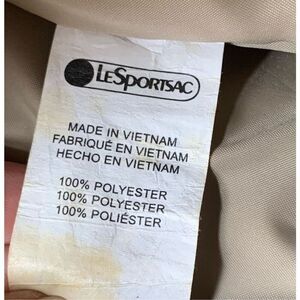 LeSportsac
MADE IN VIETNAM
FABRIQUÉ EN VIETNAM
HECHO EN VIETNAM
100% POLYESTER
100% POLYESTER
100% POLIÉSTER